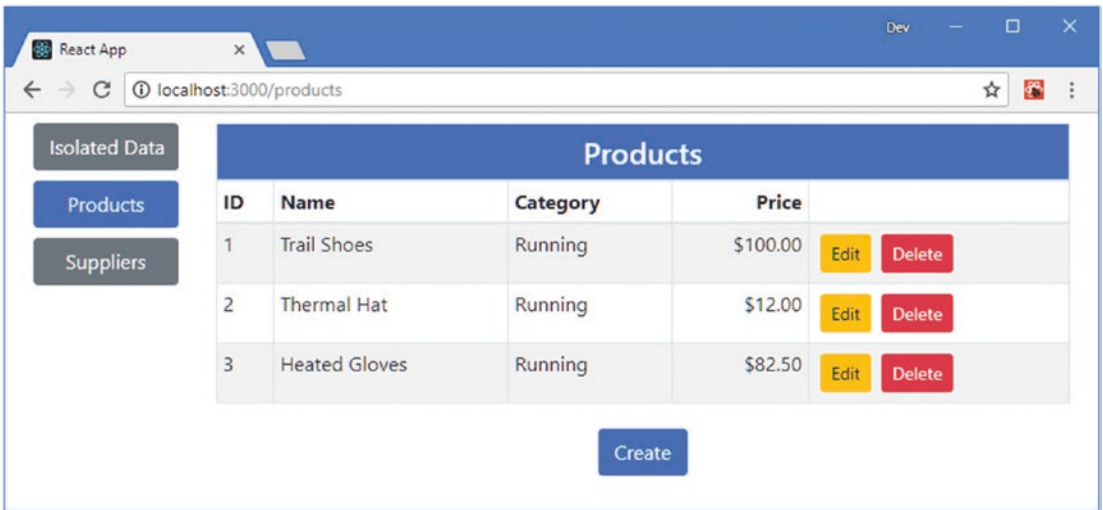 Dev
React App
localhost:3000/products
Isolated Data
Products
Suppliers
Products
ID Name Category Price
1 Trail Shoes Running $100.00 Edit Delete
2 Thermal Hat Running $12.00 Edit Delete
3 Heated Gloves Running $82.50 Edit Delete
Create